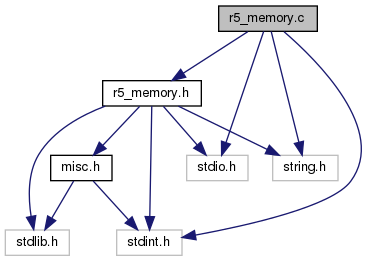 r5_memory.c
r5_memory.h
misc.h
stdio.h
string.h
stdlib.h
stdint.h